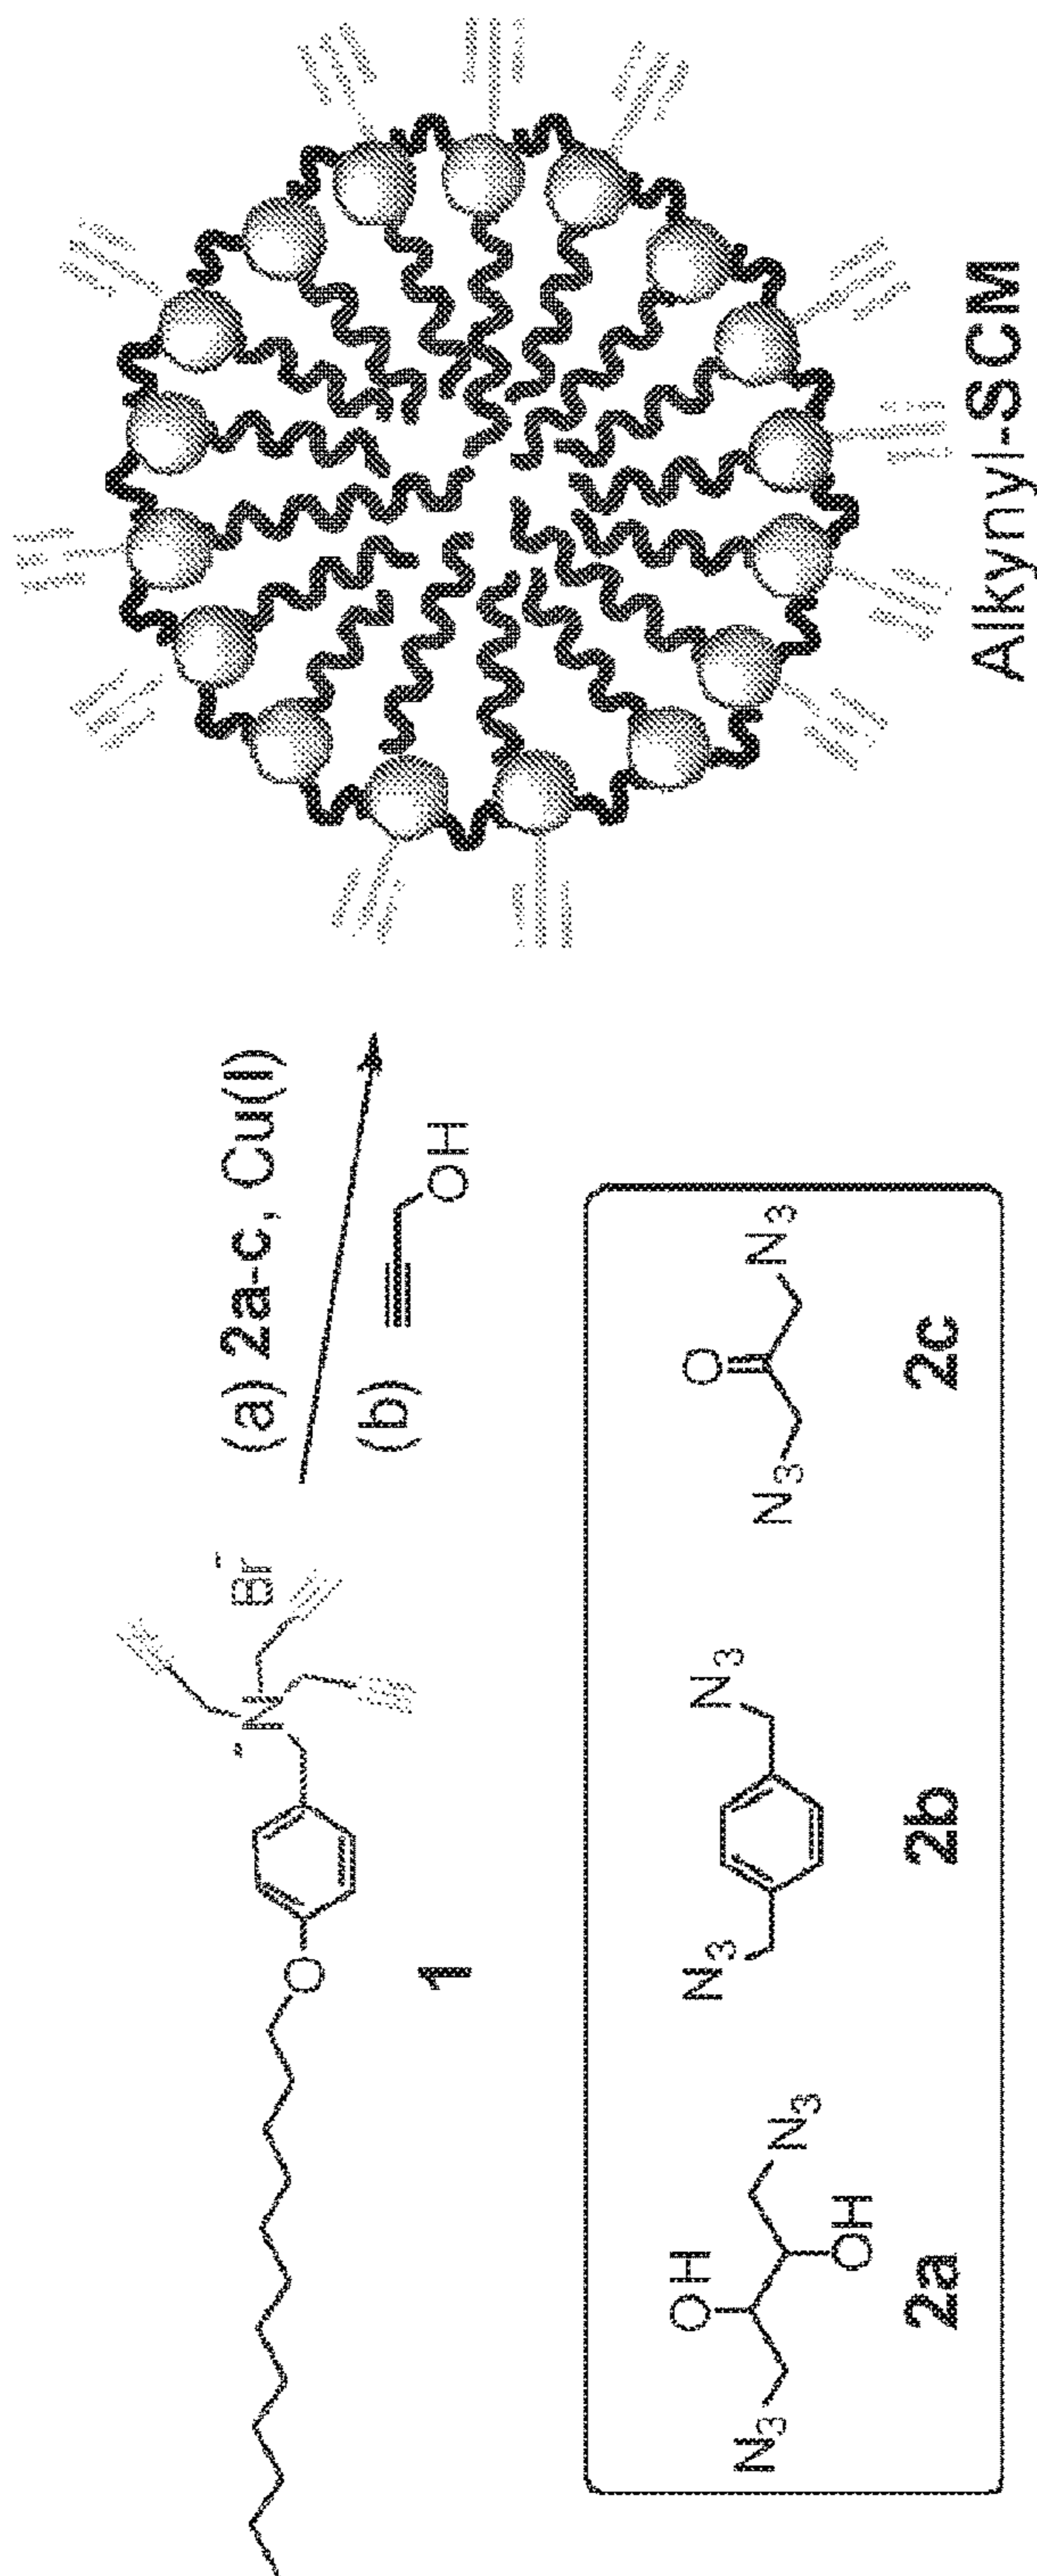 (a) 2a-c, Cu(I)
(b)
OH
Br⁻
N
O
1
Alkynyl-SCM
OH
N₃
N₃
OH
2a
N₃
N₃
2b
O
N₃
N₃
2c